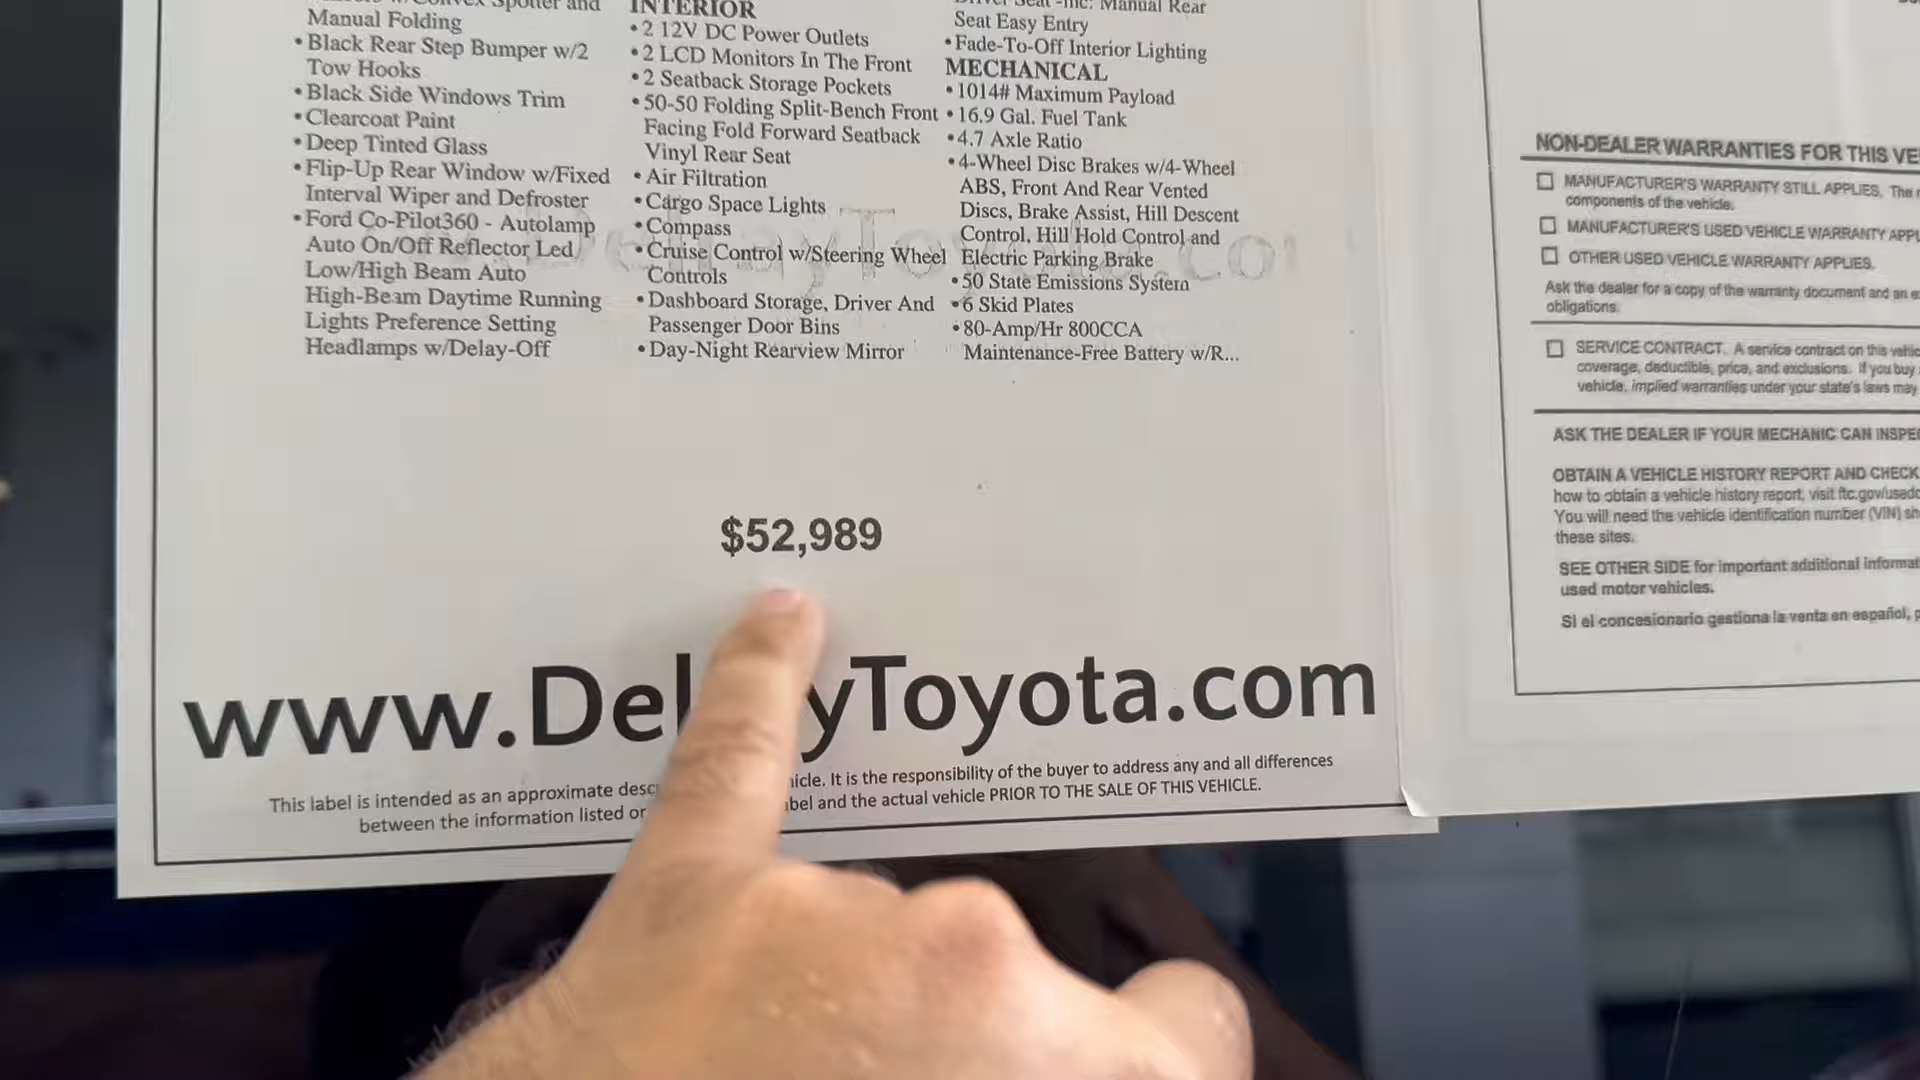 Manual Folding
•Black Rear Step Bumper w/2
Tow Hooks
•Black Side Windows Trim
•Clearcoat Paint
•Deep Tinted Glass
•Flip-Up Rear Window w/Fixed
Interval Wiper and Defroster
•Ford Co-Pilot360 - Autolamp
Auto On/Off Reflector Led
Low/High Beam Auto
High-Beam Daytime Running
Lights Preference Setting
Headlamps w/Delay-Off
INTERIOR
•2 12V DC Power Outlets
•2 LCD Monitors In The Front
•2 Seatback Storage Pockets
•50-50 Folding Split-Bench Front
Facing Fold Forward Seatback
Vinyl Rear Seat
•Air Filtration
•Cargo Space Lights
•Compass
•Cruise Control w/Steering Wheel
Controls
•Dashboard Storage, Driver And
Passenger Door Bins
•Day-Night Rearview Mirror
Manual Rear
Seat Easy Entry
•Fade-To-Off Interior Lighting
MECHANICAL
•1014# Maximum Payload
•16.9 Gal. Fuel Tank
•4.7 Axle Ratio
•4-Wheel Disc Brakes w/4-Wheel
ABS, Front And Rear Vented
Discs, Brake Assist, Hill Descent
Control, Hill Hold Control and
Electric Parking Brake
•50 State Emissions System
•6 Skid Plates
•80-Amp/Hr 800CCA
Maintenance-Free Battery w/R...
$52,989
www.Del yToyota.com
This label is intended as an approximate desc icle. It is the responsibility of the buyer to address any and all differences
between the information listed or bel and the actual vehicle PRIOR TO THE SALE OF THIS VEHICLE.
NON-DEALER WARRANTIES FOR THIS VE
MANUFACTURER'S WARRANTY STILL APPLIES. The
components of the vehicle.
MANUFACTURER'S USED VEHICLE WARRANTY APPL
OTHER USED VEHICLE WARRANTY APPLIES.
Ask the dealer for a copy of the warranty document and an e
obligations.
SERVICE CONTRACT. A service contract on this vehic
coverage, deductible, price, and exclusions. If you buy
vehicle, implied warranties under your state's laws may
ASK THE DEALER IF YOUR MECHANIC CAN INSPE
OBTAIN A VEHICLE HISTORY REPORT AND CHECK
how to obtain a vehicle history report, visit ftc.gov/usedc
You will need the vehicle identification number (VIN) sh
these sites.
SEE OTHER SIDE for important additional informat
used motor vehicles.
Si el concesionario gestiona la venta en español, p